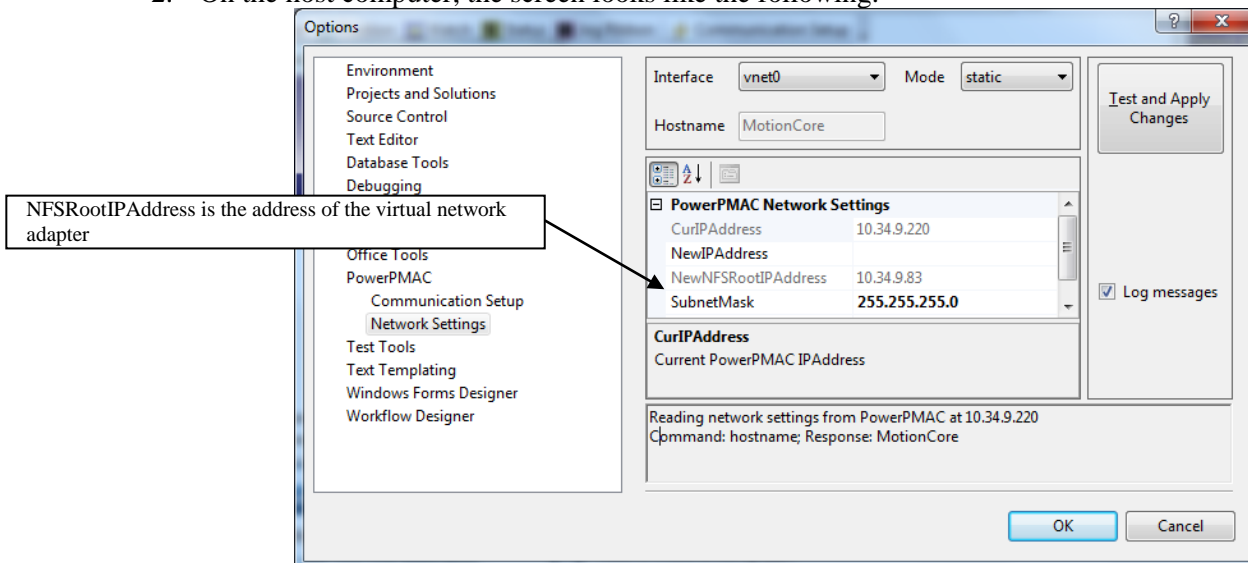 2. On the host computer, the screen looks like the following:
Options
Environment
Projects and Solutions
Source Control
Text Editor
Database Tools
Debugging
NFSRootIPAddress is the address of the virtual network
adapter
Office Tools
PowerPMAC
Communication Setup
Network Settings
Test Tools
Text Templating
Windows Forms Designer
Workflow Designer
Interface vnet0 Mode static
Hostname MotionCore
PowerPMAC Network Settings
CurIPAddress 10.34.9.220
NewIPAddress
NewNFSRootIPAddress 10.34.9.83
SubnetMask 255.255.255.0
CurIPAddress
Current PowerPMAC IPAddress
Reading network settings from PowerPMAC at 10.34.9.220
Command: hostname; Response: MotionCore
Test and Apply
Changes
Log messages
OK Cancel